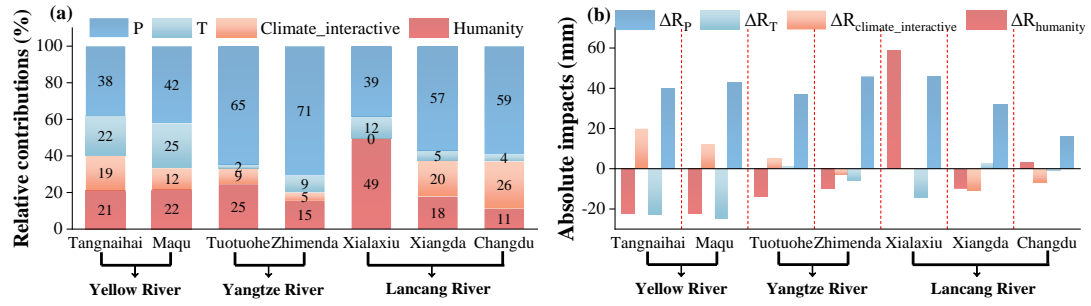 (a)
P T Climate_interactive Humanity
Relative contributions (%)
100
80
60
40
20
0
38 42 65 71 39 57 59
22 25 2 9 12 5 4
19 12 9 5 0 20 26
21 22 25 15 49 18 11
Tangnaihai Maqu Tuotuohe Zhimenda Xialaxiu Xiangda Changdu
Yellow River Yangtze River Lancang River
(b)
ΔR_P ΔR_T ΔR_climate_interactive ΔR_humanity
Absolute impacts (mm)
60
40
20
0
-20
Tangnaihai Maqu Tuotuohe Zhimenda Xialaxiu Xiangda Changdu
Yellow River Yangtze River Lancang River